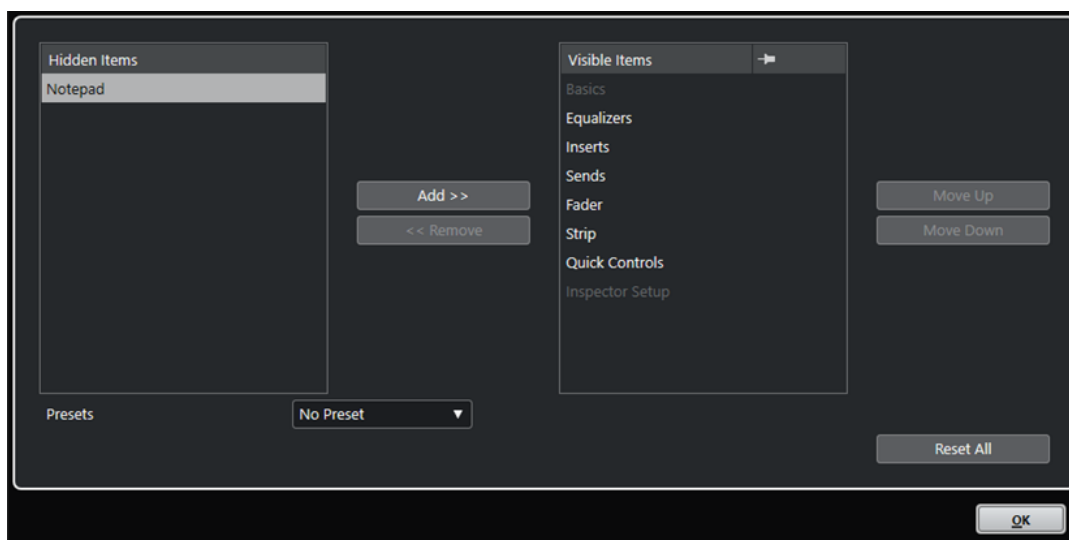 Hidden Items
Notepad
Add >>
<< Remove
Visible Items
Basics
Equalizers
Inserts
Sends
Fader
Strip
Quick Controls
Inspector Setup
Move Up
Move Down
Presets
No Preset
Reset All
OK